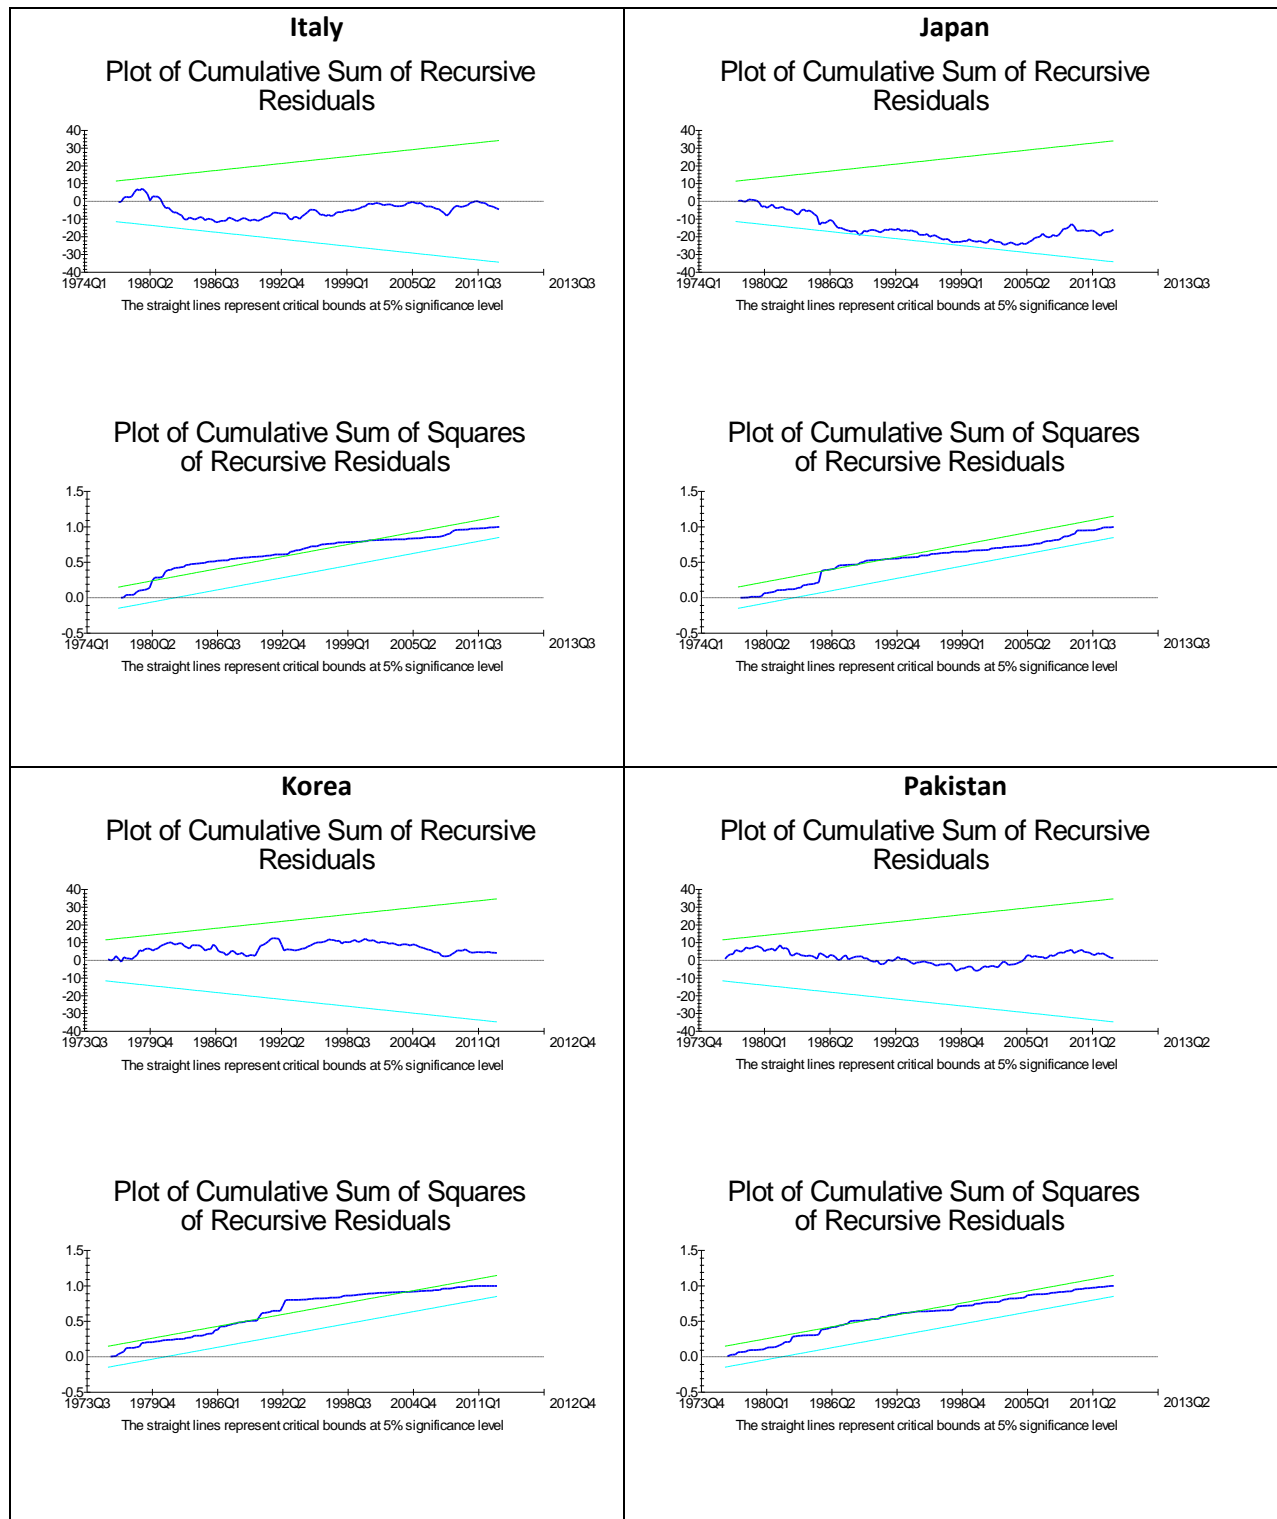 Italy
Plot of Cumulative Sum of Recursive
Residuals
40
30
20
10
0
-10
-20
-30
-40
1974Q1 1980Q2 1986Q3 1992Q4 1999Q1 2005Q2 2011Q3 2013Q3
The straight lines represent critical bounds at 5% significance level
Plot of Cumulative Sum of Squares
of Recursive Residuals
1.5
1.0
0.5
0.0
-0.5
1974Q1 1980Q2 1986Q3 1992Q4 1999Q1 2005Q2 2011Q3 2013Q3
The straight lines represent critical bounds at 5% significance level
Japan
Plot of Cumulative Sum of Recursive
Residuals
40
30
20
10
0
-10
-20
-30
-40
1974Q1 1980Q2 1986Q3 1992Q4 1999Q1 2005Q2 2011Q3 2013Q3
The straight lines represent critical bounds at 5% significance level
Plot of Cumulative Sum of Squares
of Recursive Residuals
1.5
1.0
0.5
0.0
-0.5
1974Q1 1980Q2 1986Q3 1992Q4 1999Q1 2005Q2 2011Q3 2013Q3
The straight lines represent critical bounds at 5% significance level
Korea
Plot of Cumulative Sum of Recursive
Residuals
40
30
20
10
0
-10
-20
-30
-40
1973Q3 1979Q4 1986Q1 1992Q2 1998Q3 2004Q4 2011Q1 2012Q4
The straight lines represent critical bounds at 5% significance level
Plot of Cumulative Sum of Squares
of Recursive Residuals
1.5
1.0
0.5
0.0
-0.5
1973Q3 1979Q4 1986Q1 1992Q2 1998Q3 2004Q4 2011Q1 2012Q4
The straight lines represent critical bounds at 5% significance level
Pakistan
Plot of Cumulative Sum of Recursive
Residuals
40
30
20
10
0
-10
-20
-30
-40
1973Q4 1980Q1 1986Q2 1992Q3 1998Q4 2005Q1 2011Q2 2013Q2
The straight lines represent critical bounds at 5% significance level
Plot of Cumulative Sum of Squares
of Recursive Residuals
1.5
1.0
0.5
0.0
-0.5
1973Q4 1980Q1 1986Q2 1992Q3 1998Q4 2005Q1 2011Q2 2013Q2
The straight lines represent critical bounds at 5% significance level